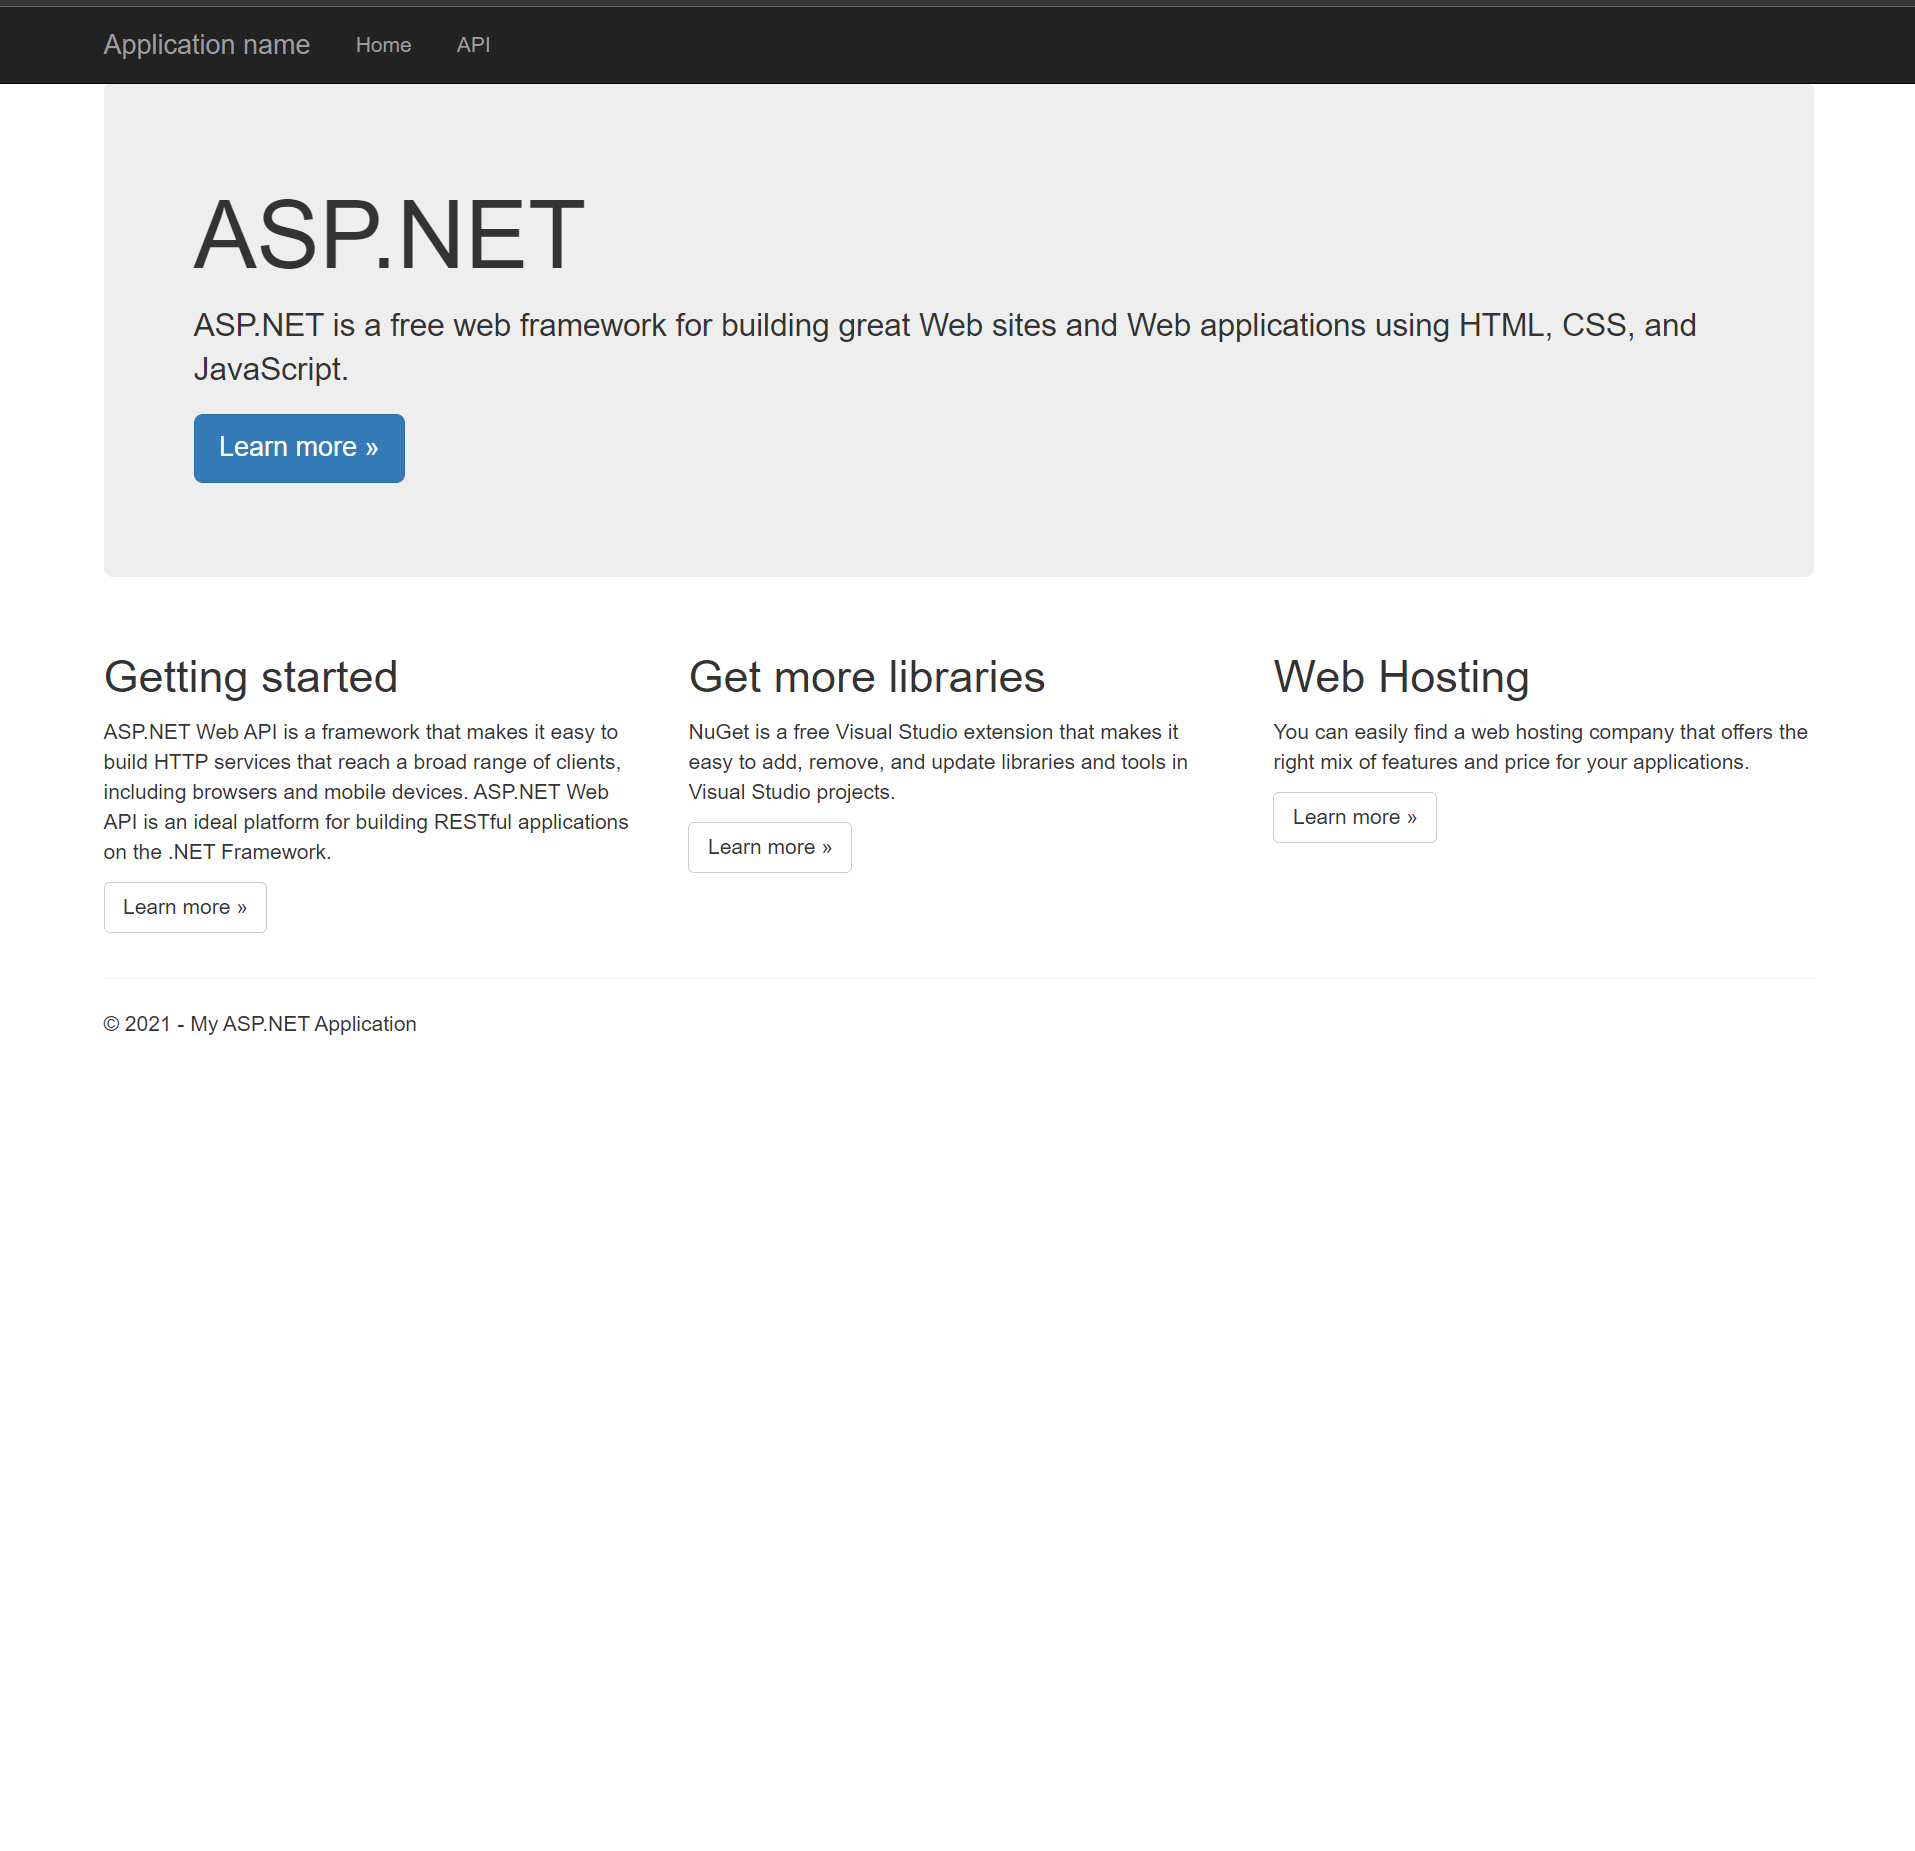 Application name Home API
ASP.NET
ASP.NET is a free web framework for building great Web sites and Web applications using HTML, CSS, and
JavaScript.
Learn more »
Getting started
ASP.NET Web API is a framework that makes it easy to
build HTTP services that reach a broad range of clients,
including browsers and mobile devices. ASP.NET Web
API is an ideal platform for building RESTful applications
on the .NET Framework.
Learn more »
Get more libraries
NuGet is a free Visual Studio extension that makes it
easy to add, remove, and update libraries and tools in
Visual Studio projects.
Learn more »
Web Hosting
You can easily find a web hosting company that offers the
right mix of features and price for your applications.
Learn more »
© 2021 - My ASP.NET Application